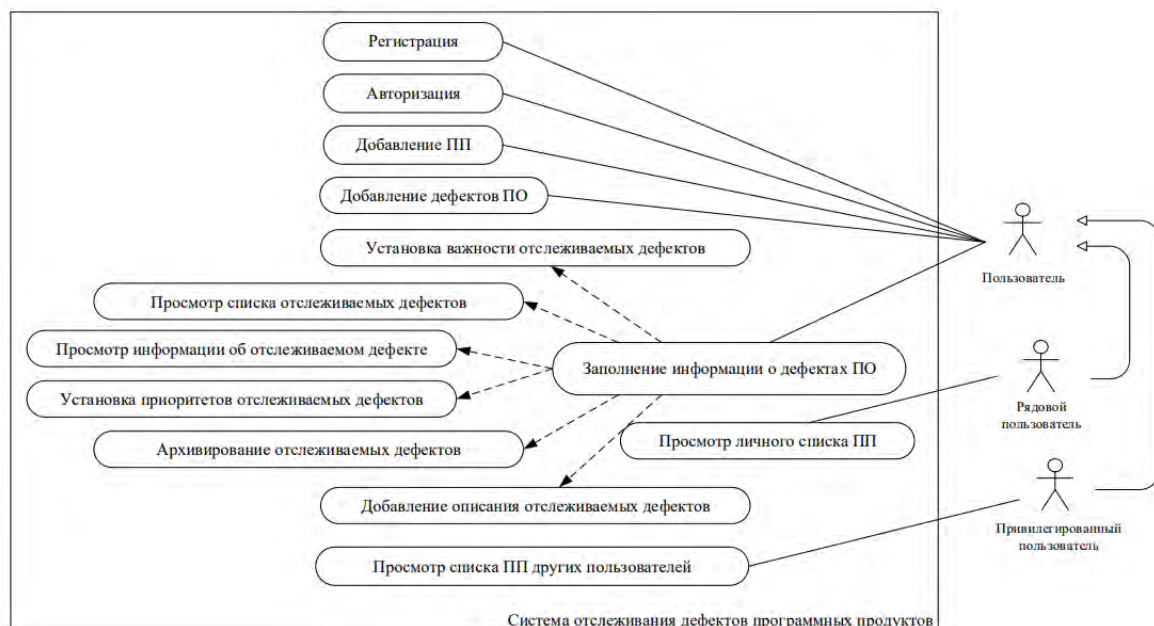 Регистрация
Авторизация
Добавление ПП
Добавление дефектов ПО
Установка важности отслеживаемых дефектов
Просмотр списка отслеживаемых дефектов
Просмотр информации об отслеживаемом дефекте
Установка приоритетов отслеживаемых дефектов
Архивирование отслеживаемых дефектов
Добавление описания отслеживаемых дефектов
Просмотр списка ПП других пользователей
Заполнение информации о дефектах ПО
Просмотр личного списка ПП
Пользователь
Рядовой
пользователь
Привилегированный
пользователь
Система отслеживания дефектов программных продуктов